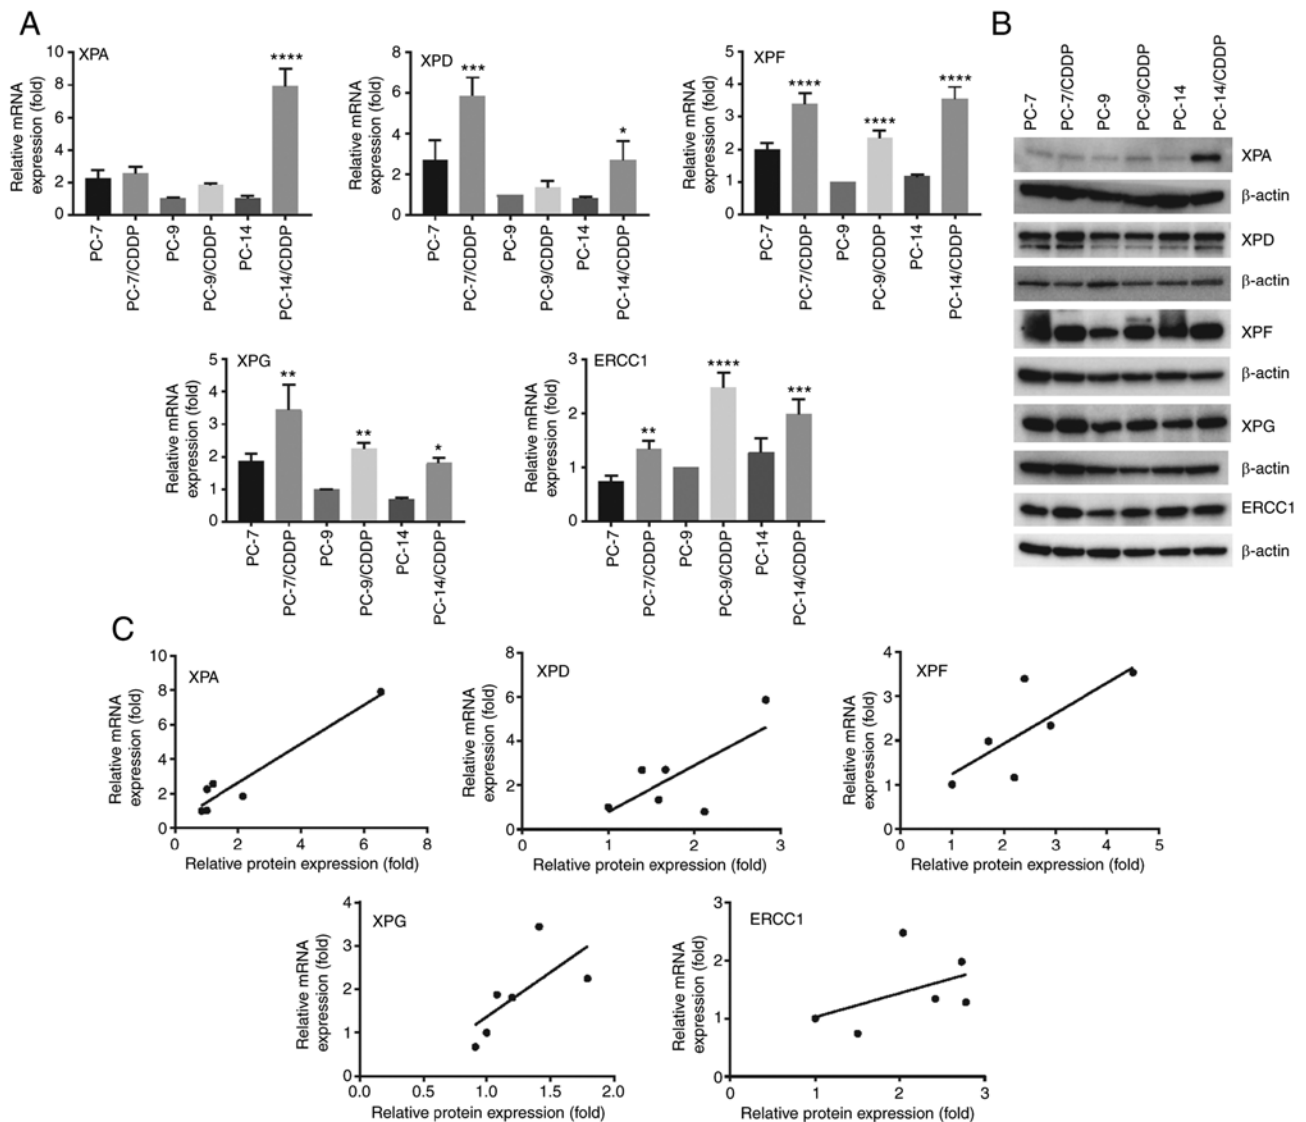 A
XPA
Relative mRNA
expression (fold)
10
8
6
4
2
0
****
PC-7
PC-7/CDDP
PC-9
PC-9/CDDP
PC-14
PC-14/CDDP
XPD
Relative mRNA
expression (fold)
8
6
4
2
0
***
*
PC-7
PC-7/CDDP
PC-9
PC-9/CDDP
PC-14
PC-14/CDDP
XPF
Relative mRNA
expression (fold)
5
4
3
2
1
0
****
****
****
PC-7
PC-7/CDDP
PC-9
PC-9/CDDP
PC-14
PC-14/CDDP
XPG
Relative mRNA
expression (fold)
5
4
3
2
1
0
**
**
*
PC-7
PC-7/CDDP
PC-9
PC-9/CDDP
PC-14
PC-14/CDDP
ERCC1
Relative mRNA
expression (fold)
3
2
1
0
**
****
***
PC-7
PC-7/CDDP
PC-9
PC-9/CDDP
PC-14
PC-14/CDDP
B
PC-7
PC-7/CDDP
PC-9
PC-9/CDDP
PC-14
PC-14/CDDP
XPA
β-actin
XPD
β-actin
XPF
β-actin
XPG
β-actin
ERCC1
β-actin
C
XPA
Relative mRNA
expression (fold)
10
8
6
4
2
0
0 2 4 6 8
Relative protein expression (fold)
XPD
Relative mRNA
expression (fold)
8
6
4
2
0
0 1 2 3
Relative protein expression (fold)
XPF
Relative mRNA
expression (fold)
4
3
2
1
0
0 1 2 3 4 5
Relative protein expression (fold)
XPG
Relative mRNA
expression (fold)
4
3
2
1
0
0.0 0.5 1.0 1.5 2.0
Relative protein expression (fold)
ERCC1
Relative mRNA
expression (fold)
3
2
1
0
0 1 2 3
Relative protein expression (fold)